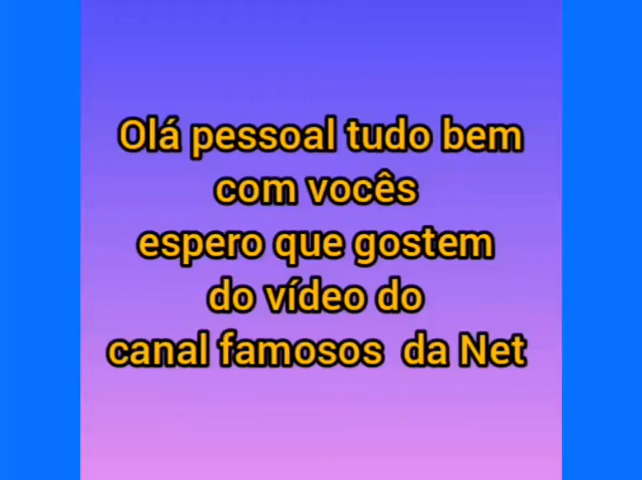 Olá pessoal tudo bem
com vocês
espero que gostem
do vídeo do
canal famosos da Net